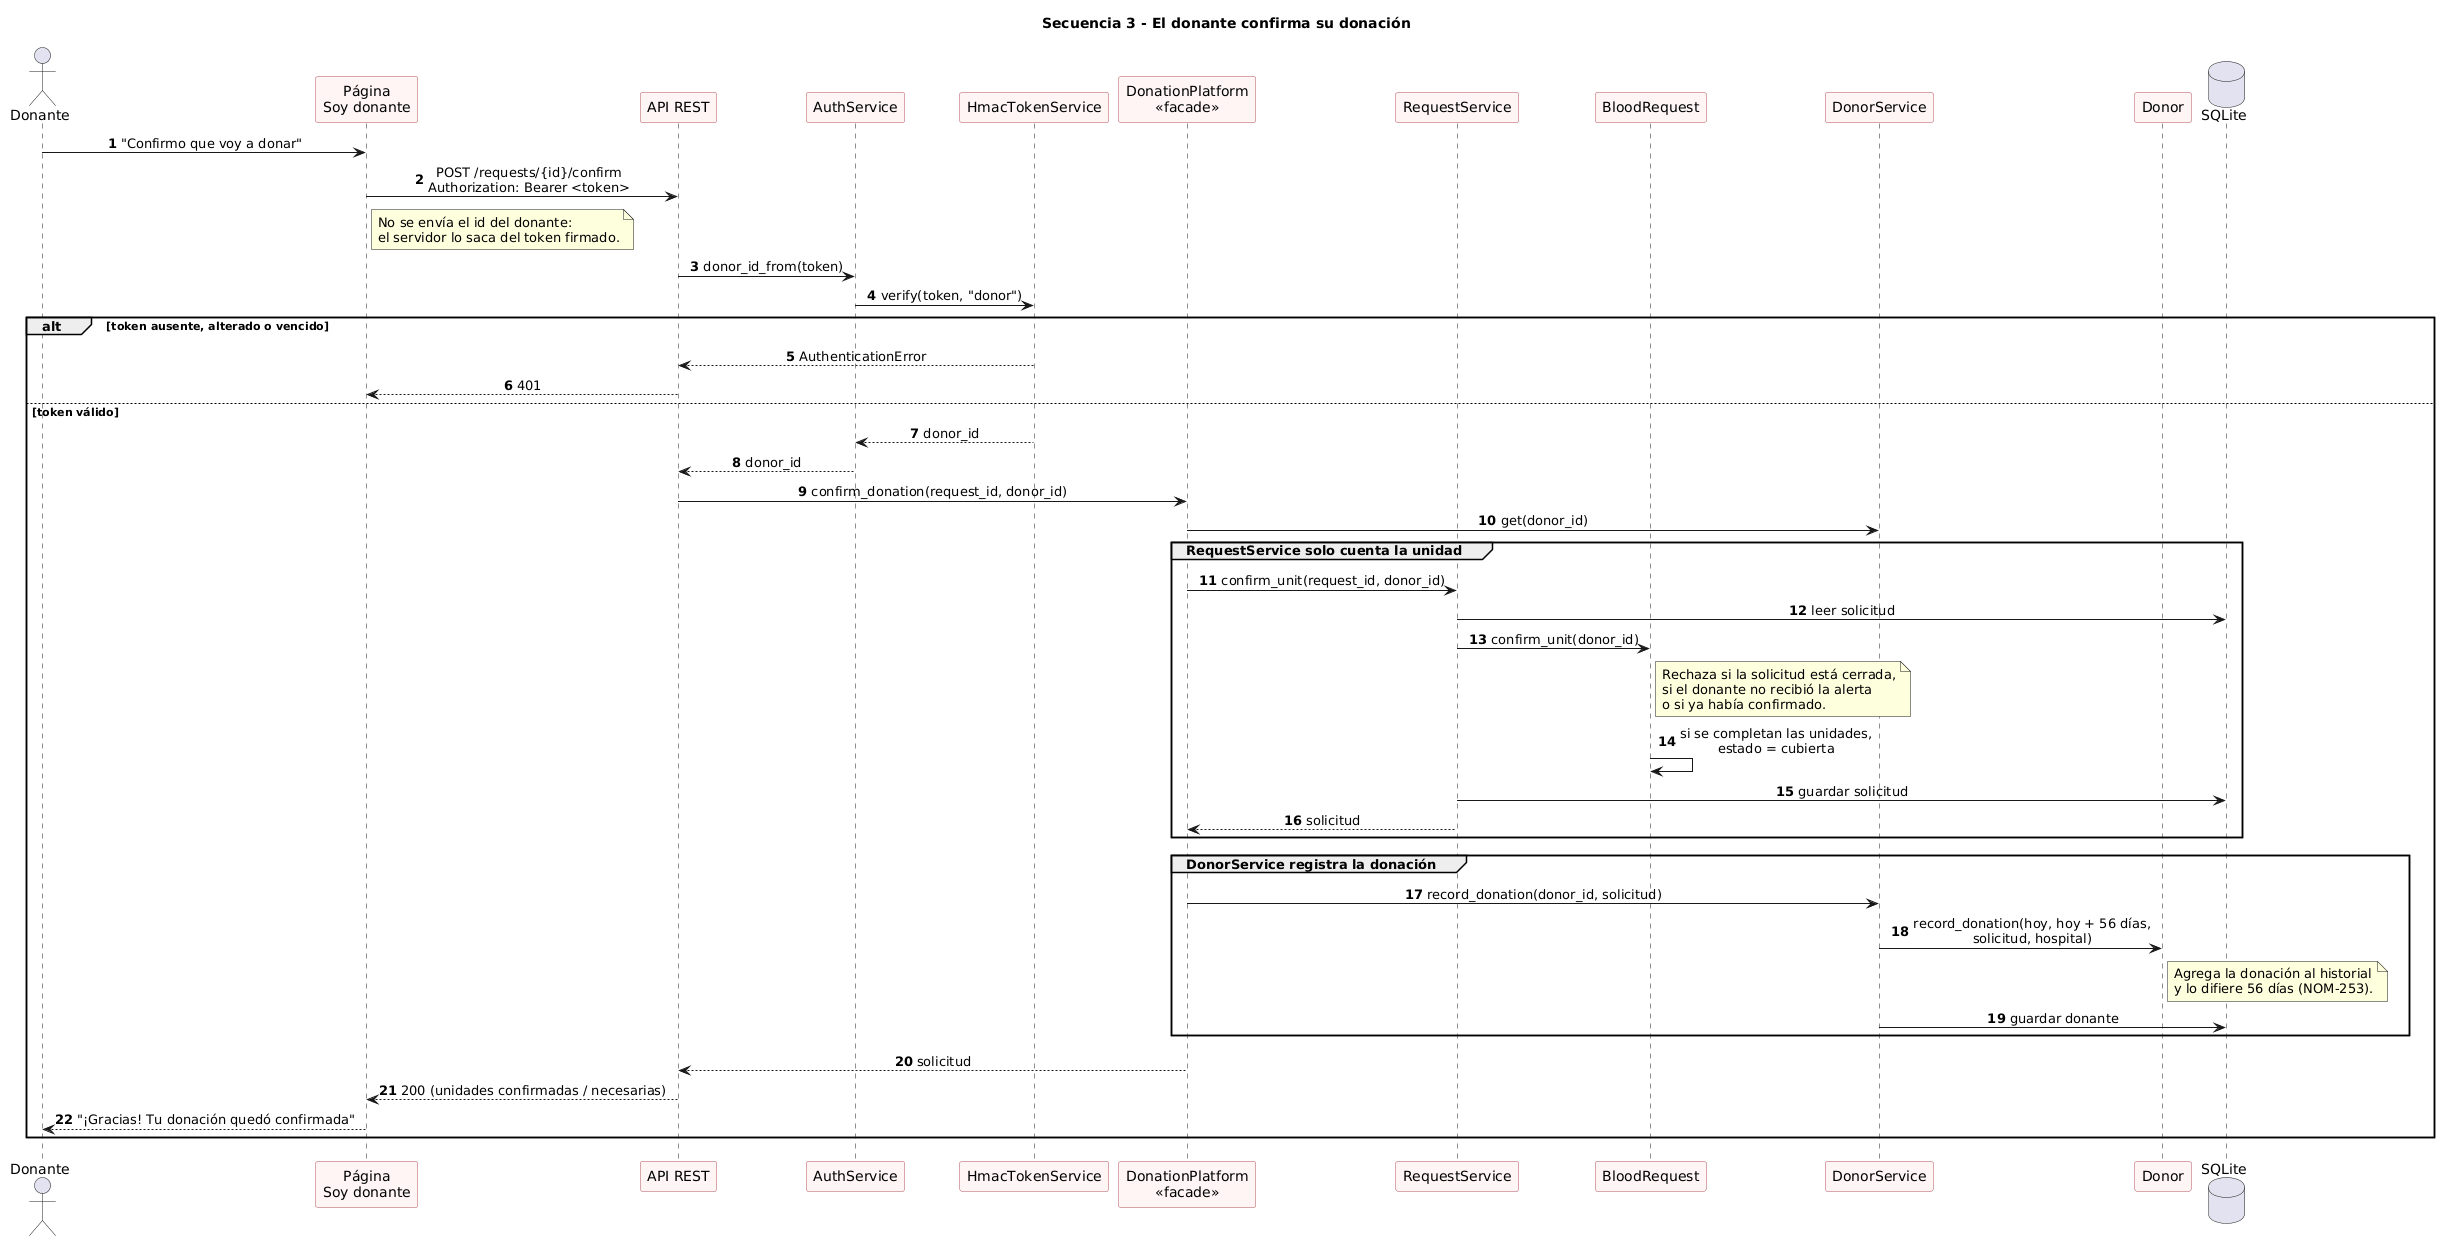 Secuencia 3 - El donante confirma su donación
Donante
Página
Soy donante
API REST
AuthService
HmacTokenService
DonationPlatform
«facade»
RequestService
BloodRequest
DonorService
Donor
SQLite
1 "Confirmo que voy a donar"
2 POST /requests/{id}/confirm
Authorization: Bearer <token>
No se envía el id del donante:
el servidor lo saca del token firmado.
3 donor_id_from(token)
4 verify(token, "donor")
alt [token ausente, alterado o vencido]
5 AuthenticationError
6 401
[token válido]
7 donor_id
8 donor_id
9 confirm_donation(request_id, donor_id)
10 get(donor_id)
RequestService solo cuenta la unidad
11 confirm_unit(request_id, donor_id)
12 leer solicitud
13 confirm_unit(donor_id)
Rechaza si la solicitud está cerrada,
si el donante no recibió la alerta
o si ya había confirmado.
14 si se completan las unidades,
estado = cubierta
15 guardar solicitud
16 solicitud
DonorService registra la donación
17 record_donation(donor_id, solicitud)
18 record_donation(hoy, hoy + 56 días,
solicitud, hospital)
Agrega la donación al historial
y lo difiere 56 días (NOM-253).
19 guardar donante
20 solicitud
21 200 (unidades confirmadas / necesarias)
22 "¡Gracias! Tu donación quedó confirmada"
Donante
Página
Soy donante
API REST
AuthService
HmacTokenService
DonationPlatform
«facade»
RequestService
BloodRequest
DonorService
Donor
SQLite